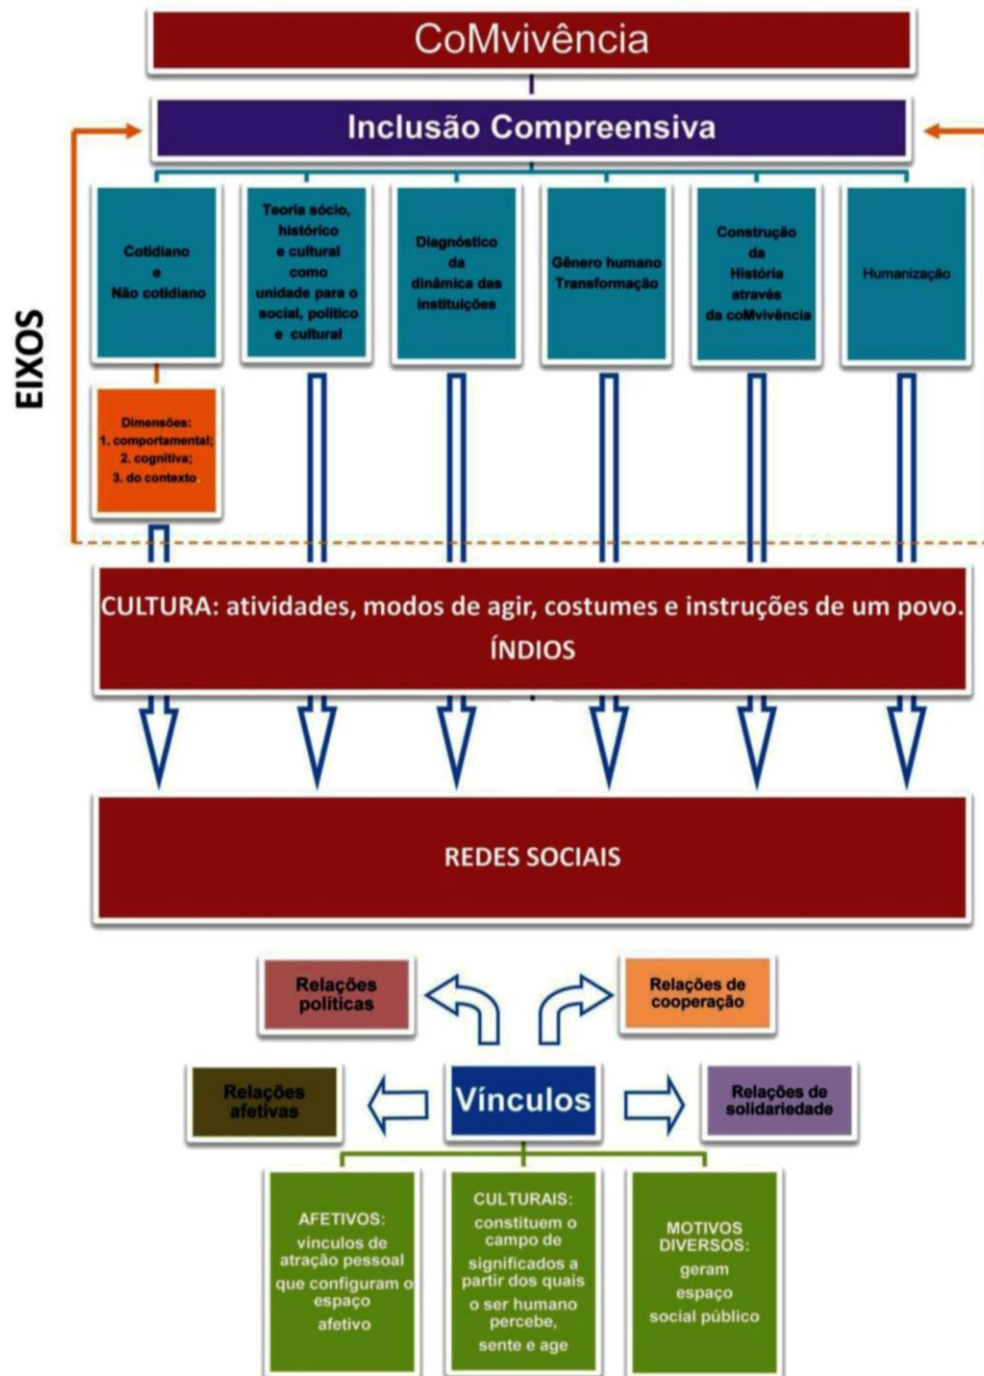 CoMvivência
Inclusão Compreensiva
EIXOS
Cotidiano
e
Não cotidiano
Teoria sócio,
histórico
e cultural
como
unidade para o
social, político
e cultural
Diagnóstico
da
dinâmica das
instituições
Gênero humano
Transformação
Construção
da
História
através
da coMvivência
Humanização
Dimensões:
1. comportamental;
2. cognitiva;
3. do contexto.
CULTURA: atividades, modos de agir, costumes e instruções de um povo.
ÍNDIOS
REDES SOCIAIS
Relações
políticas
Relações de
cooperação
Relações
afetivas
Vínculos
Relações de
solidariedade
AFETIVOS:
vínculos de
atração pessoal
que configuram o
espaço
afetivo
CULTURAIS:
constituem o
campo de
significados a
partir dos quais
o ser humano
percebe,
sente e age
MOTIVOS
DIVERSOS:
geram
espaço
social público